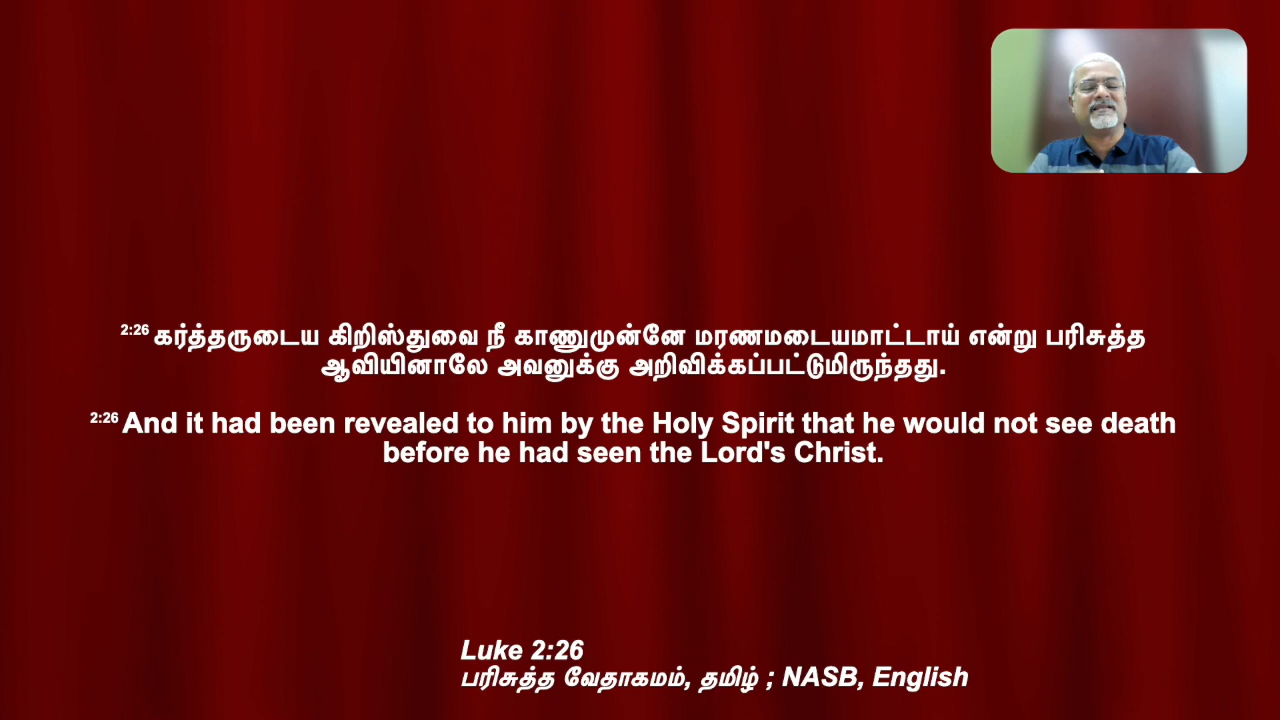 2:26 கர்த்தருடைய கிறிஸ்துவை நீ காணுமுன்னே மரணமடையமாட்டாய் என்று பரிசுத்த
ஆவியினாலே அவனுக்கு அறிவிக்கப்பட்டுமிருந்தது.
2:26 And it had been revealed to him by the Holy Spirit that he would not see death
before he had seen the Lord's Christ.
Luke 2:26
பரிசுத்த வேதாகமம், தமிழ் ; NASB, English